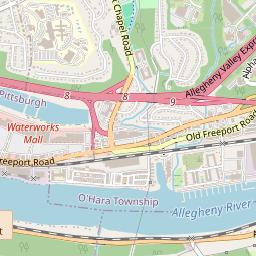 Chapel Road
Allegheny Valley Expre
Pittsburgh
8
8
9
Waterworks
Mall
Old Freeport Road
Freeport Road
O'Hara Township
Allegheny River